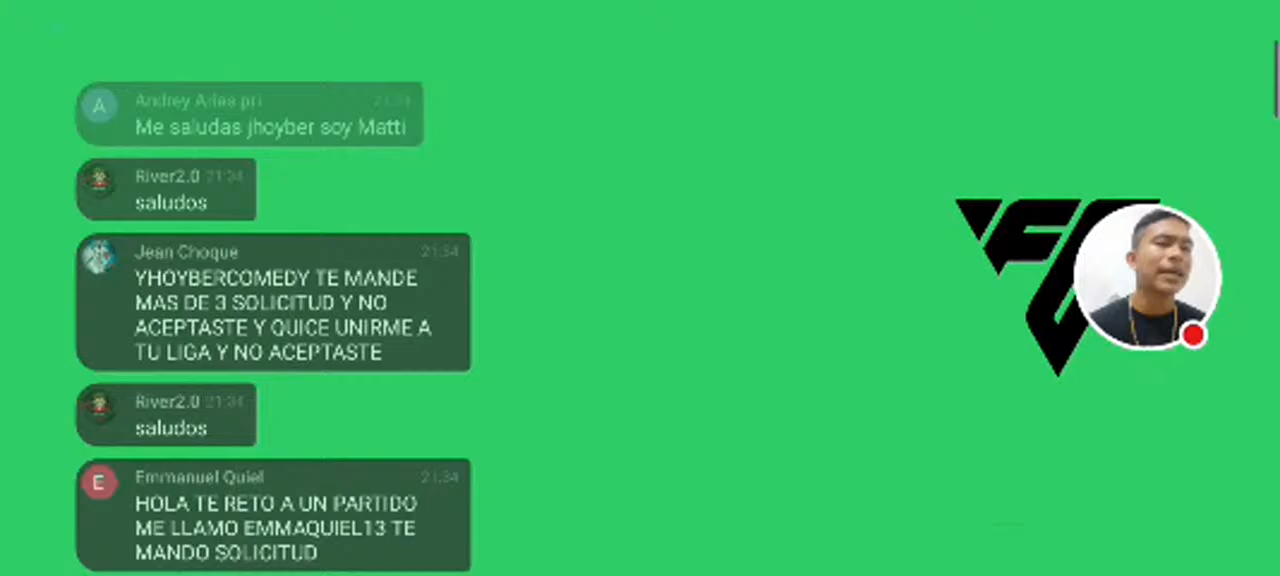 A
Andrey Arias pri 21:34
Me saludas jhoyber soy Matti
River2.0 21:34
saludos
Jean Choque 21:34
YHOYBERCOMEDY TE MANDE
MAS DE 3 SOLICITUD Y NO
ACEPTASTE Y QUICE UNIRME A
TU LIGA Y NO ACEPTASTE
River2.0 21:34
saludos
E
Emmanuel Quiel 21:34
HOLA TE RETO A UN PARTIDO
ME LLAMO EMMAQUIEL13 TE
MANDO SOLICITUD